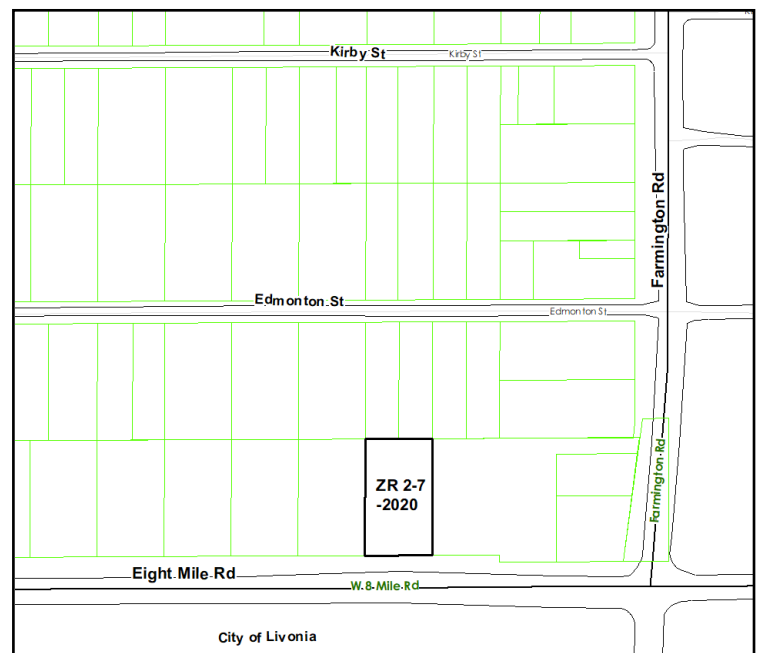 Kirby St
Kirby St
Farmington Rd
Edmonton St
Edmonton St
ZR 2-7
-2020
Farmington Rd
Eight Mile Rd
W 8 Mile Rd
City of Livonia